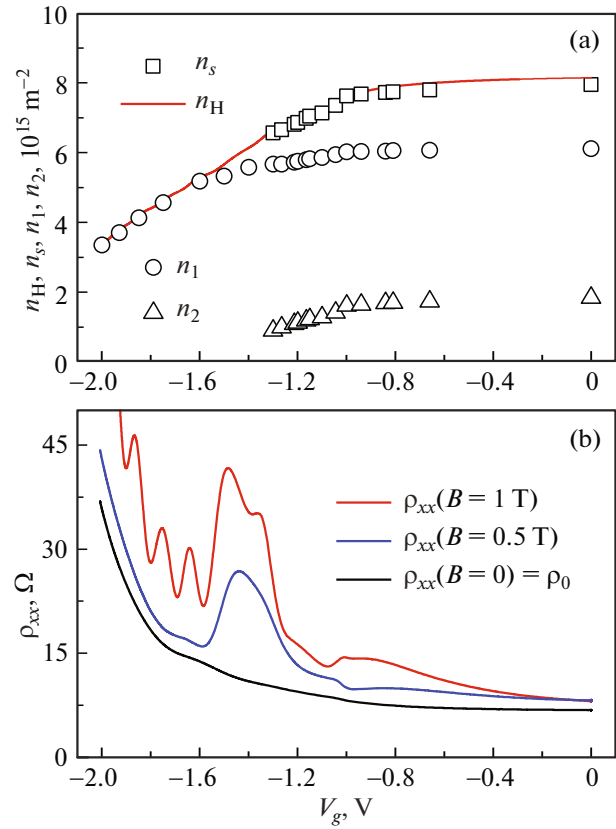 (a)
n_s
n_H
n_1
n_2
n_H, n_s, n_1, n_2, 10^15 m^−2
10
8
6
4
2
0
−2.0 −1.6 −1.2 −0.8 −0.4 0
(b)
ρ_xx(B = 1 T)
ρ_xx(B = 0.5 T)
ρ_xx(B = 0) = ρ_0
ρ_xx, Ω
45
30
15
0
−2.0 −1.6 −1.2 −0.8 −0.4 0
V_g, V